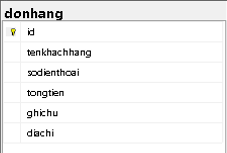 donhang
id
tenkhachhang
sodienthoai
tongtien
ghichu
diachi